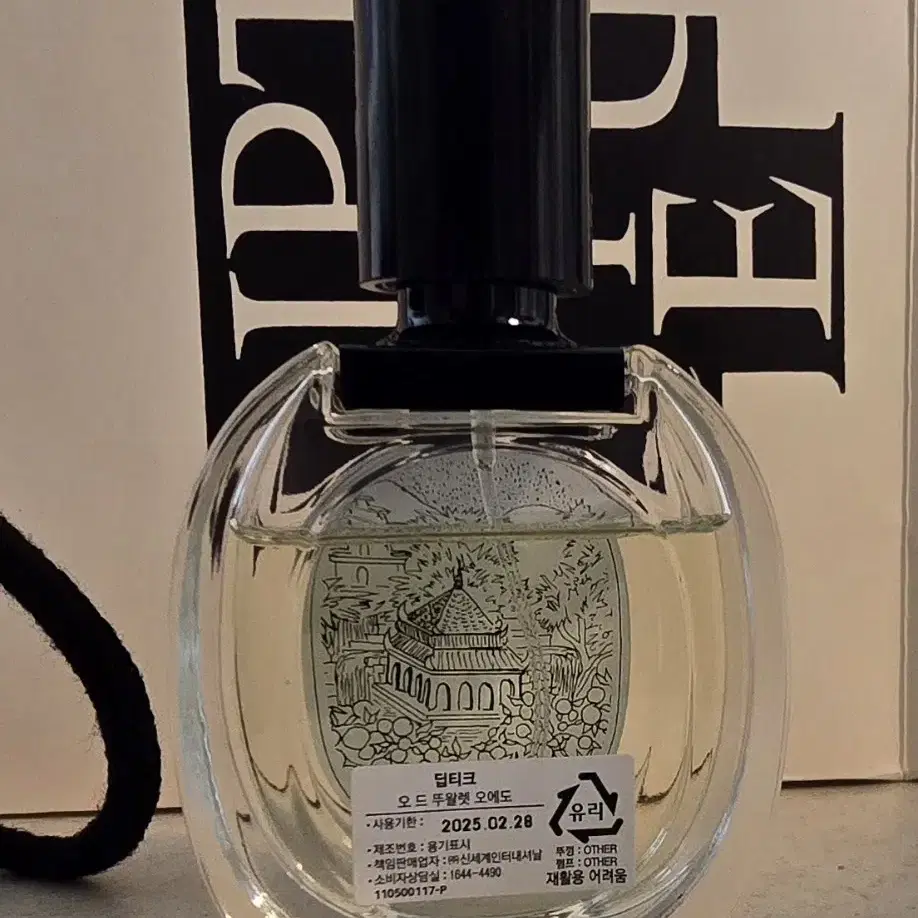 딥티크
오 드 뚜왈렛 오에도
• 사용기한 : 2025.02.28
• 제조번호 : 용기표시
• 책임판매업자 : ㈜신세계인터내셔날
• 소비자상담실 : 1644-4490
110500117-P
유리
뚜껑 : OTHER
펌프 : OTHER
재활용 어려움